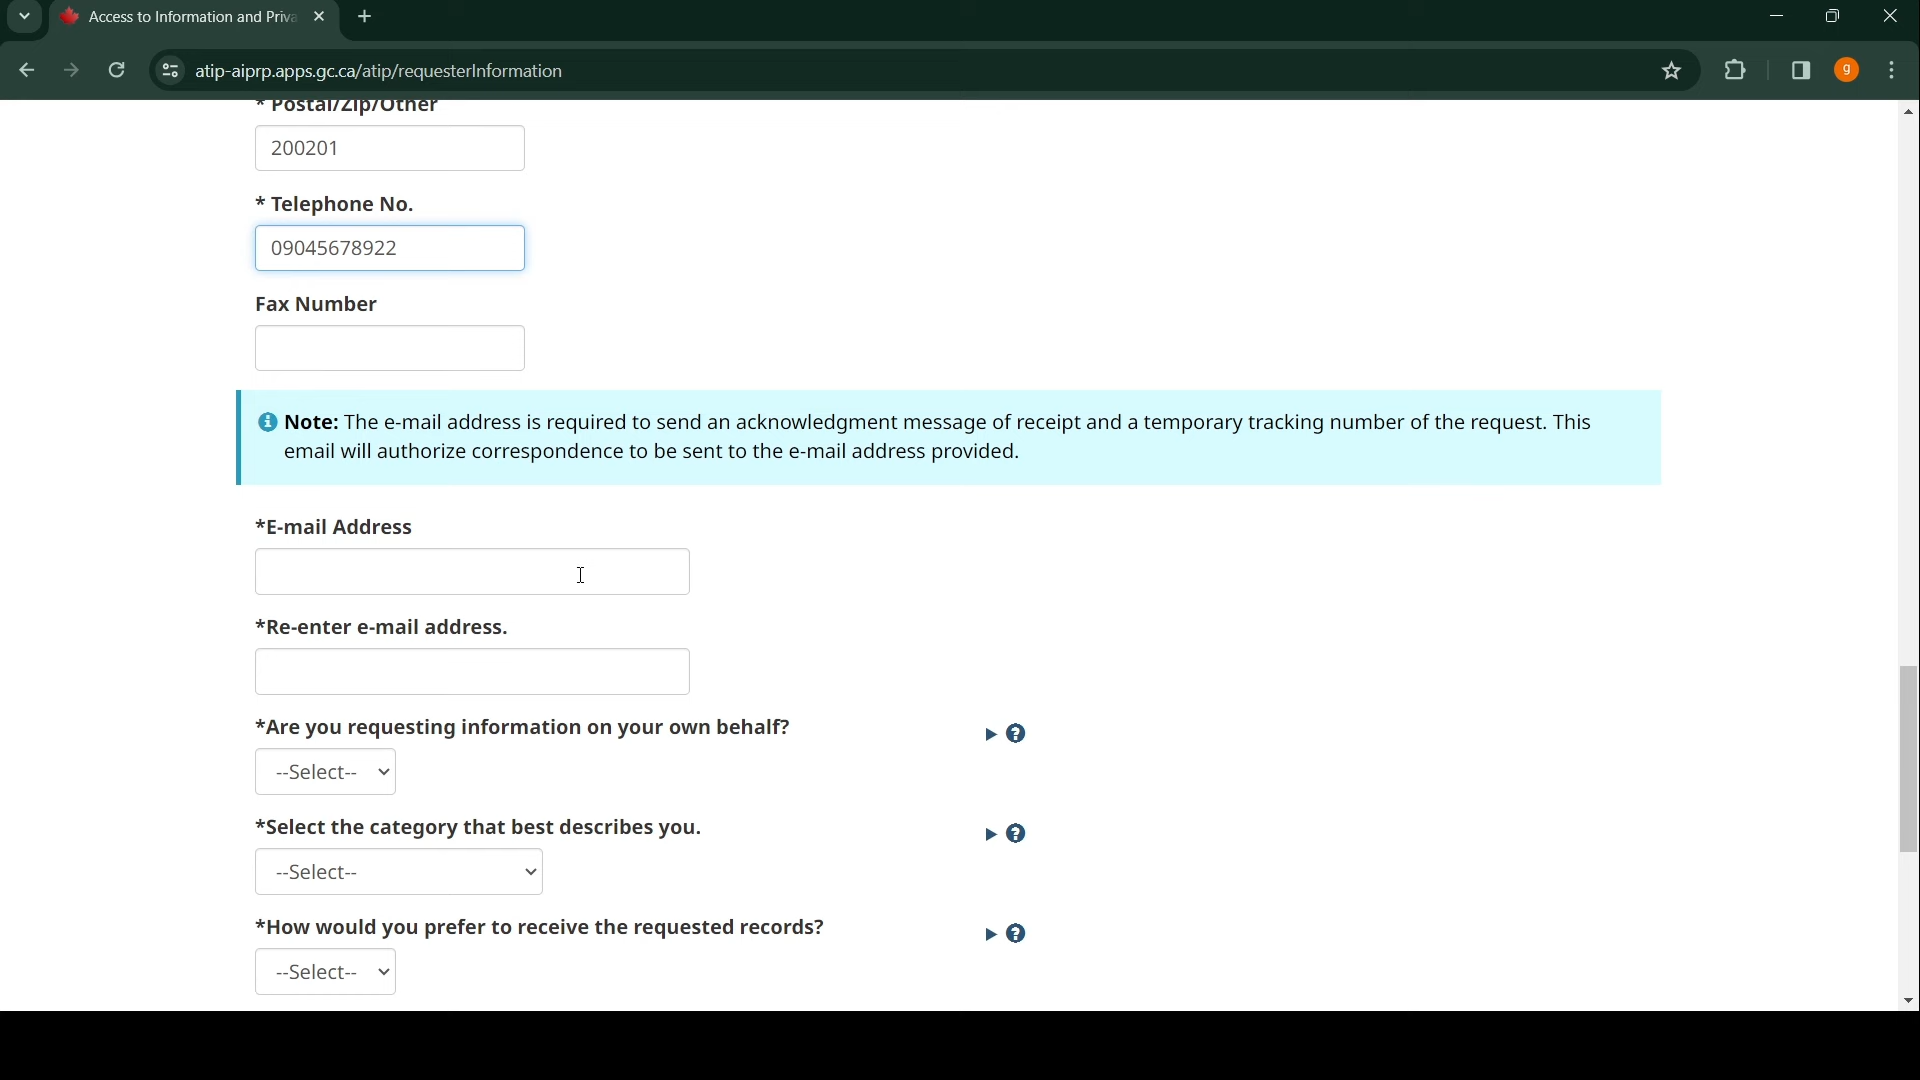 Access to Information and Priva
atip-aiprp.apps.gc.ca/atip/requesterInformation
g
* Postal/Zip/Other
200201
* Telephone No.
09045678922
Fax Number
Note: The e-mail address is required to send an acknowledgment message of receipt and a temporary tracking number of the request. This
email will authorize correspondence to be sent to the e-mail address provided.
*E-mail Address
*Re-enter e-mail address.
*Are you requesting information on your own behalf?
--Select--
*Select the category that best describes you.
--Select--
*How would you prefer to receive the requested records?
--Select--